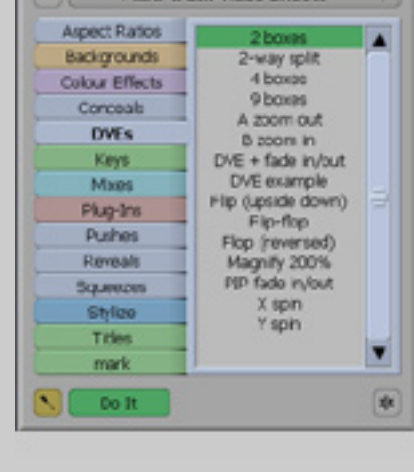 Aspect Ratios
Backgrounds
Colour Effects
Conceals
DVEs
Keys
Mixes
Plug-Ins
Pushes
Reveals
Squeezes
Stylize
Titles
mark
2 boxes
2-way split
4 boxes
9 boxes
A zoom out
B zoom in
DVE + fade in/out
DVE example
Flip (upside down)
Flip-flop
Flop (reversed)
Magnify 200%
PIP fade in/out
X spin
Y spin
Do It